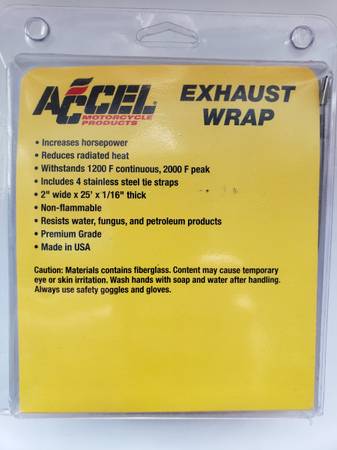 ACCEL
MOTORCYCLE
PRODUCTS
EXHAUST
WRAP
• Increases horsepower
• Reduces radiated heat
• Withstands 1200 F continuous, 2000 F peak
• Includes 4 stainless steel tie straps
• 2" wide x 25' x 1/16" thick
• Non-flammable
• Resists water, fungus, and petroleum products
• Premium Grade
• Made in USA
Caution: Materials contains fiberglass. Content may cause temporary
eye or skin irritation. Wash hands with soap and water after handling.
Always use safety goggles and gloves.